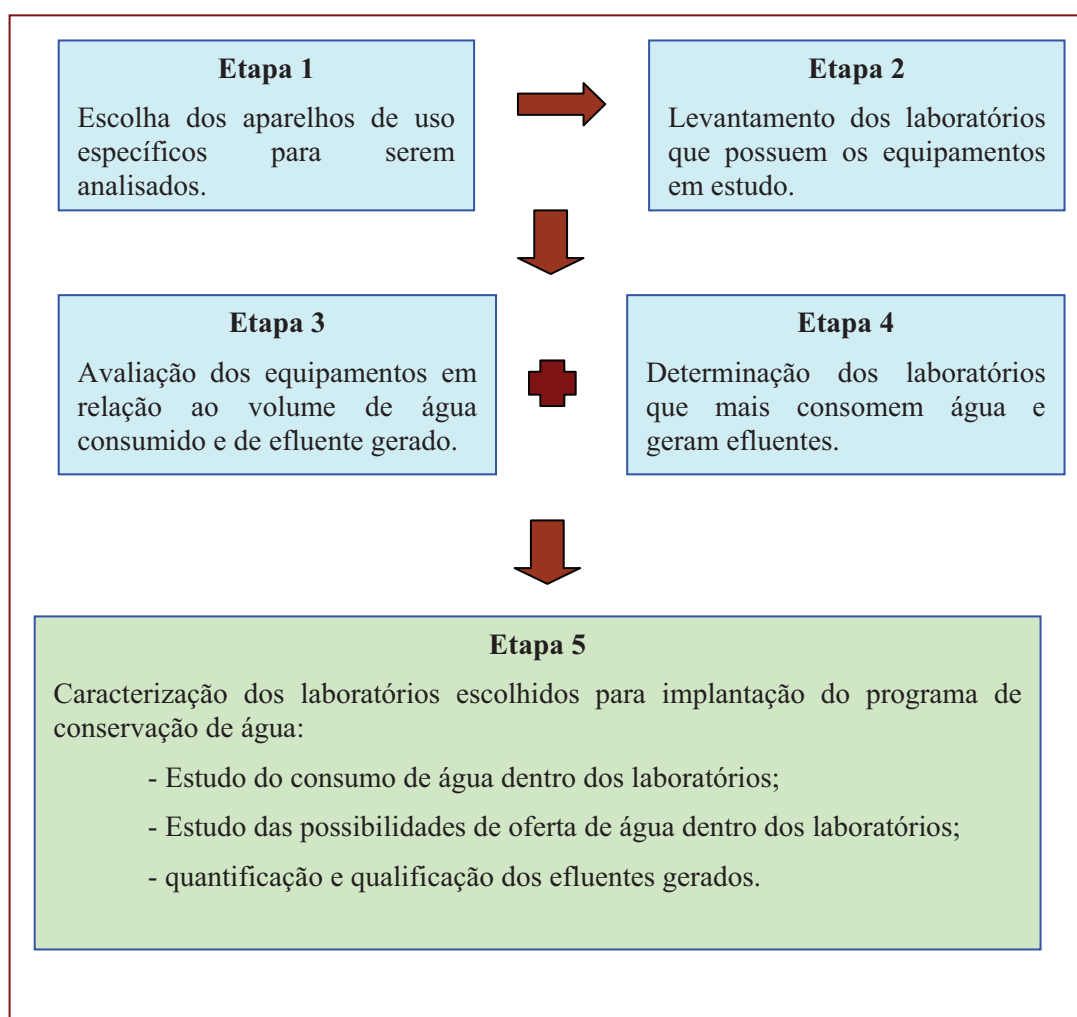 Etapa 1
Escolha dos aparelhos de uso
específicos para serem
analisados.
Etapa 2
Levantamento dos laboratórios
que possuem os equipamentos
em estudo.
Etapa 3
Avaliação dos equipamentos em
relação ao volume de água
consumido e de efluente gerado.
Etapa 4
Determinação dos laboratórios
que mais consomem água e
geram efluentes.
Etapa 5
Caracterização dos laboratórios escolhidos para implantação do programa de
conservação de água:
- Estudo do consumo de água dentro dos laboratórios;
- Estudo das possibilidades de oferta de água dentro dos laboratórios;
- quantificação e qualificação dos efluentes gerados.